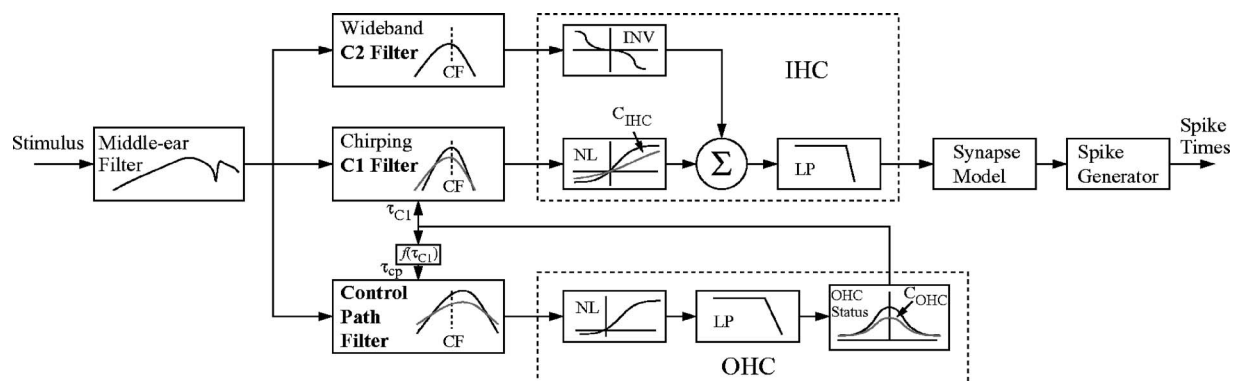 Wideband
C2 Filter
CF
INV
IHC
Stimulus
Middle-ear
Filter
Chirping
C1 Filter
CF
C_IHC
NL
Σ
LP
Synapse
Model
Spike
Generator
Spike
Times
τ_C1
f(τ_C1)
τ_cp
Control
Path
Filter
CF
NL
LP
OHC
Status
C_OHC
OHC